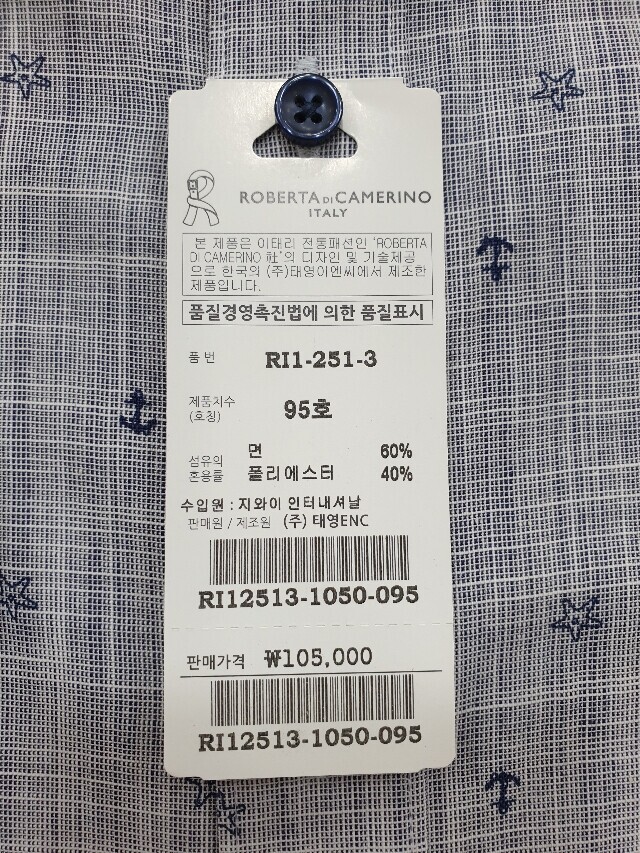 ROBERTA DI CAMERINO
ITALY
본 제품은 이태리 전통패션인 'ROBERTA
DI CAMERINO 社'의 디자인 및 기술제공
으로 한국의 (주)태영이엔씨에서 제조한
제품입니다.
품질경영촉진법에 의한 품질표시
품 번 RI1-251-3
제품치수
(호칭) 95호
섬유의
혼용률
면 60%
폴리에스터 40%
수입원 : 지와이 인터내셔날
판매원 / 제조원 (주) 태영ENC
RI12513-1050-095
판매가격 ₩105,000
RI12513-1050-095